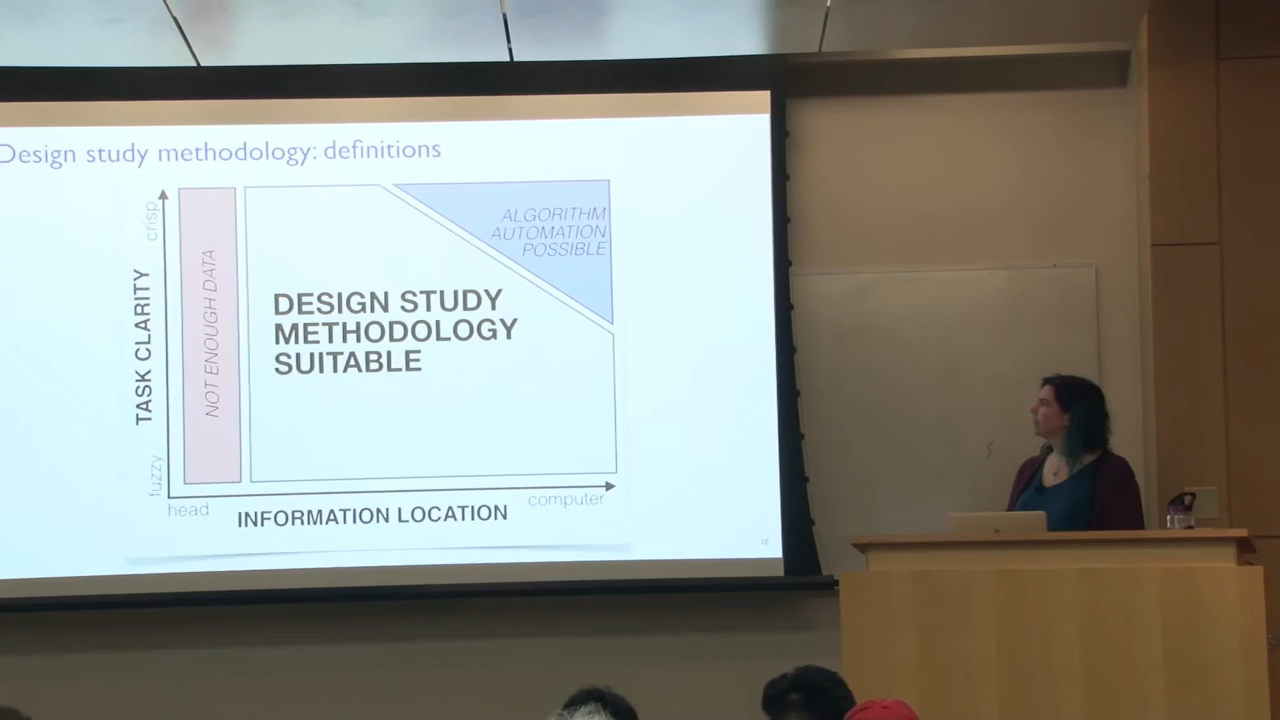 Design study methodology: definitions
crisp
TASK CLARITY
fuzzy
NOT ENOUGH DATA
DESIGN STUDY
METHODOLOGY
SUITABLE
ALGORITHM
AUTOMATION
POSSIBLE
head
INFORMATION LOCATION
computer
16